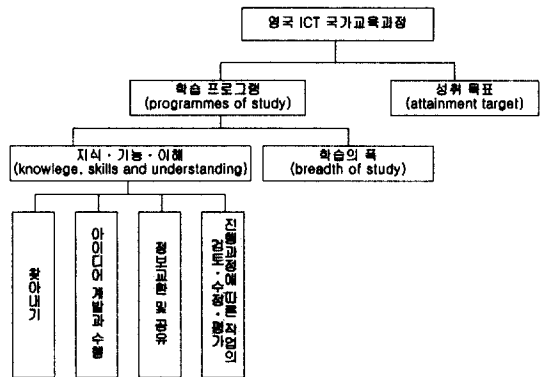 영국 ICT 국가교육과정
학습 프로그램
(programmes of study)
성취 목표
(attainment target)
지식·기능·이해
(knowlege, skills and understanding)
학습의 폭
(breadth of study)
찾아내기
아이디어 계발과 수행
정보교환 및 공유
진행과정에 따른 작업의
검토·수정·평가